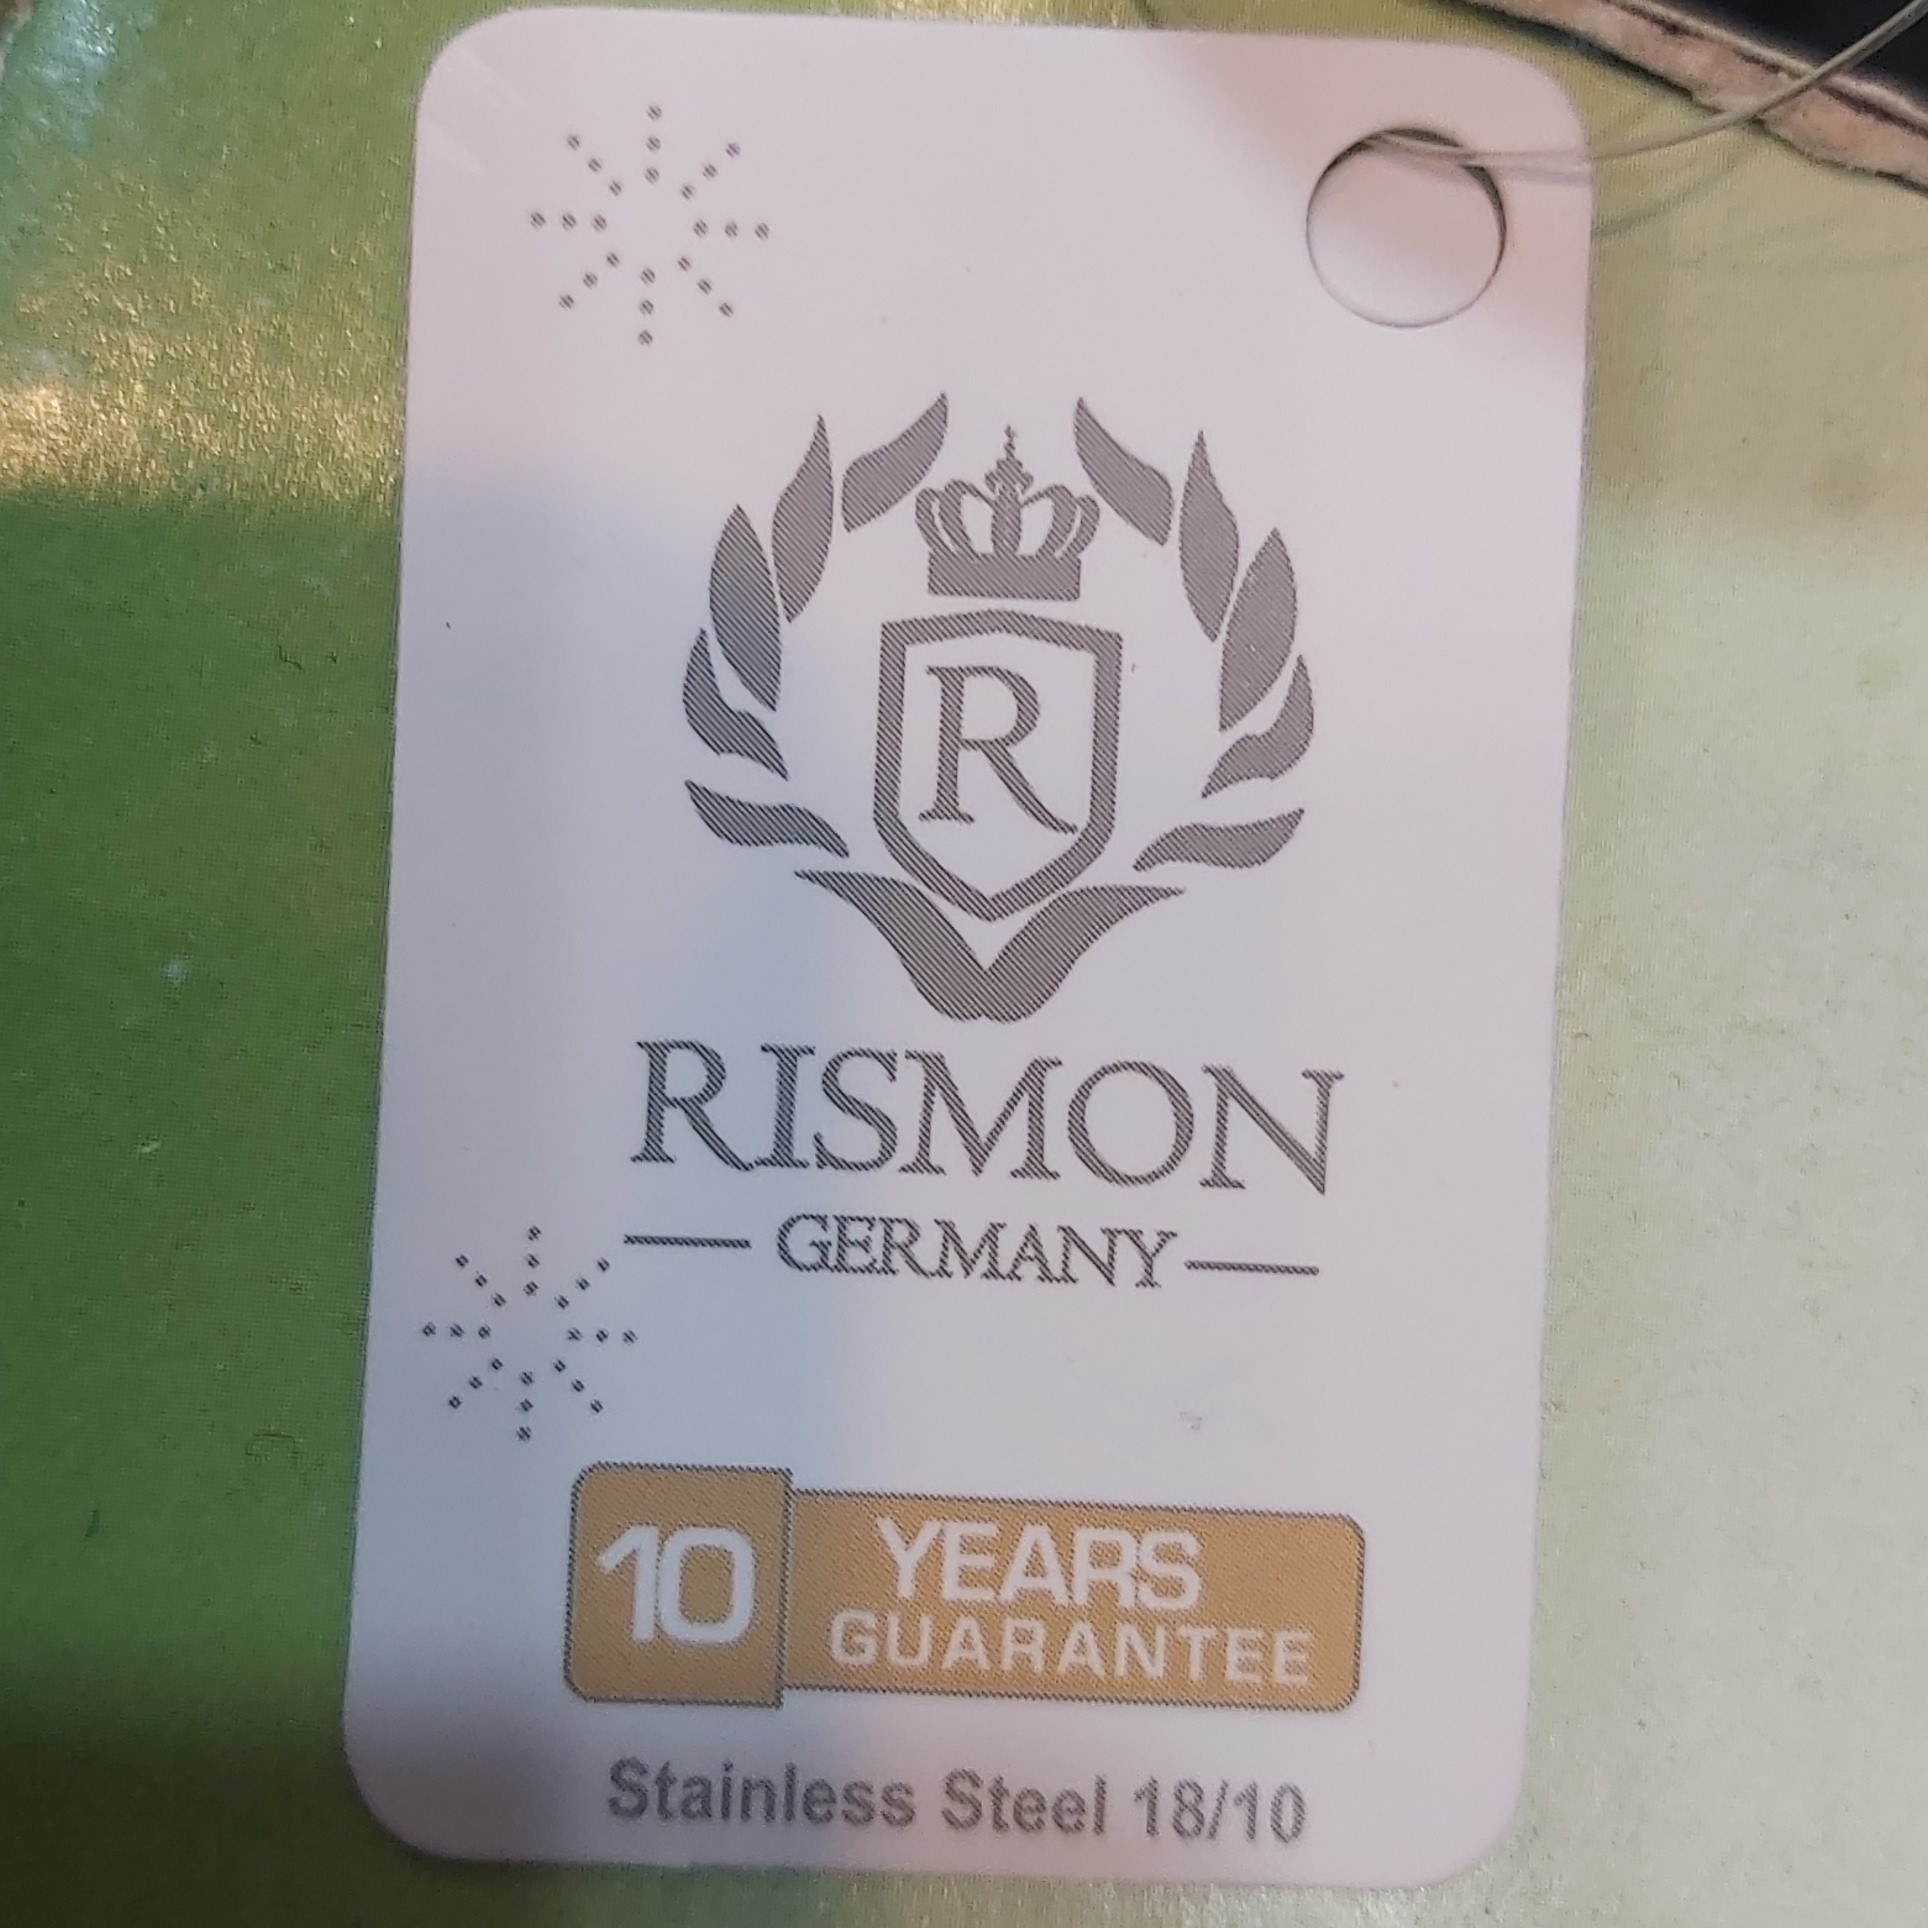 R
RISMON
GERMANY
10 YEARS
GUARANTEE
Stainless Steel 18/10